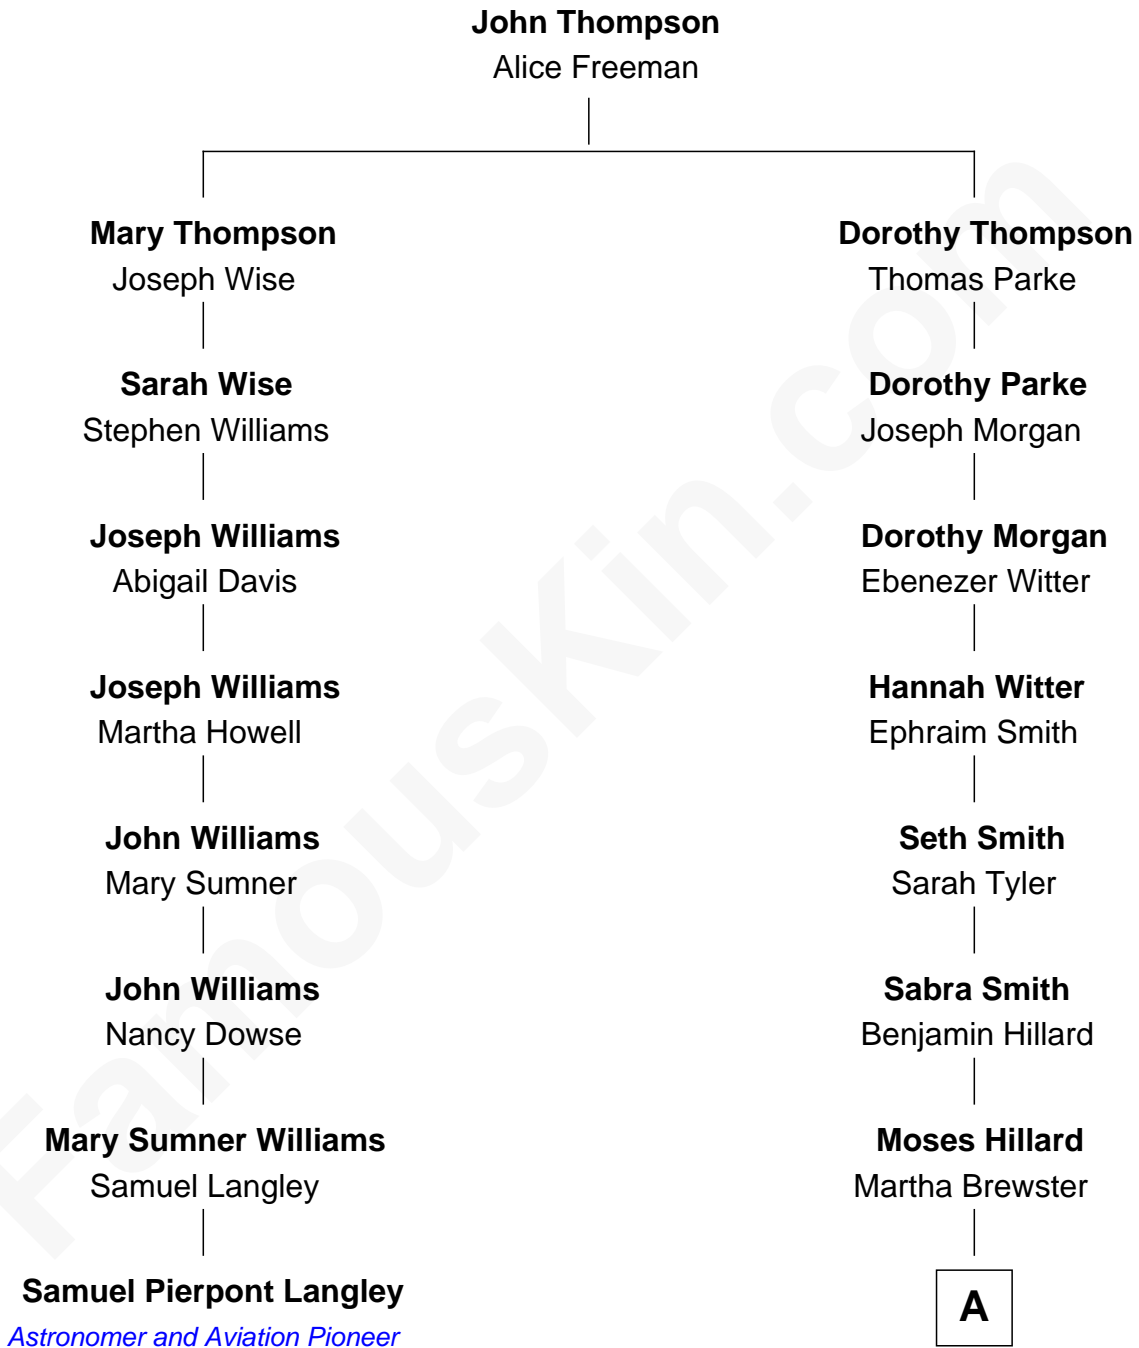 John Thompson
Alice Freeman
Mary Thompson
Joseph Wise
Dorothy Thompson
Thomas Parke
Sarah Wise
Stephen Williams
Dorothy Parke
Joseph Morgan
Joseph Williams
Abigail Davis
Dorothy Morgan
Ebenezer Witter
Joseph Williams
Martha Howell
Hannah Witter
Ephraim Smith
John Williams
Mary Sumner
Seth Smith
Sarah Tyler
John Williams
Nancy Dowse
Sabra Smith
Benjamin Hillard
Mary Sumner Williams
Samuel Langley
Moses Hillard
Martha Brewster
Samuel Pierpont Langley
Astronomer and Aviation Pioneer
A
FamousKin.com